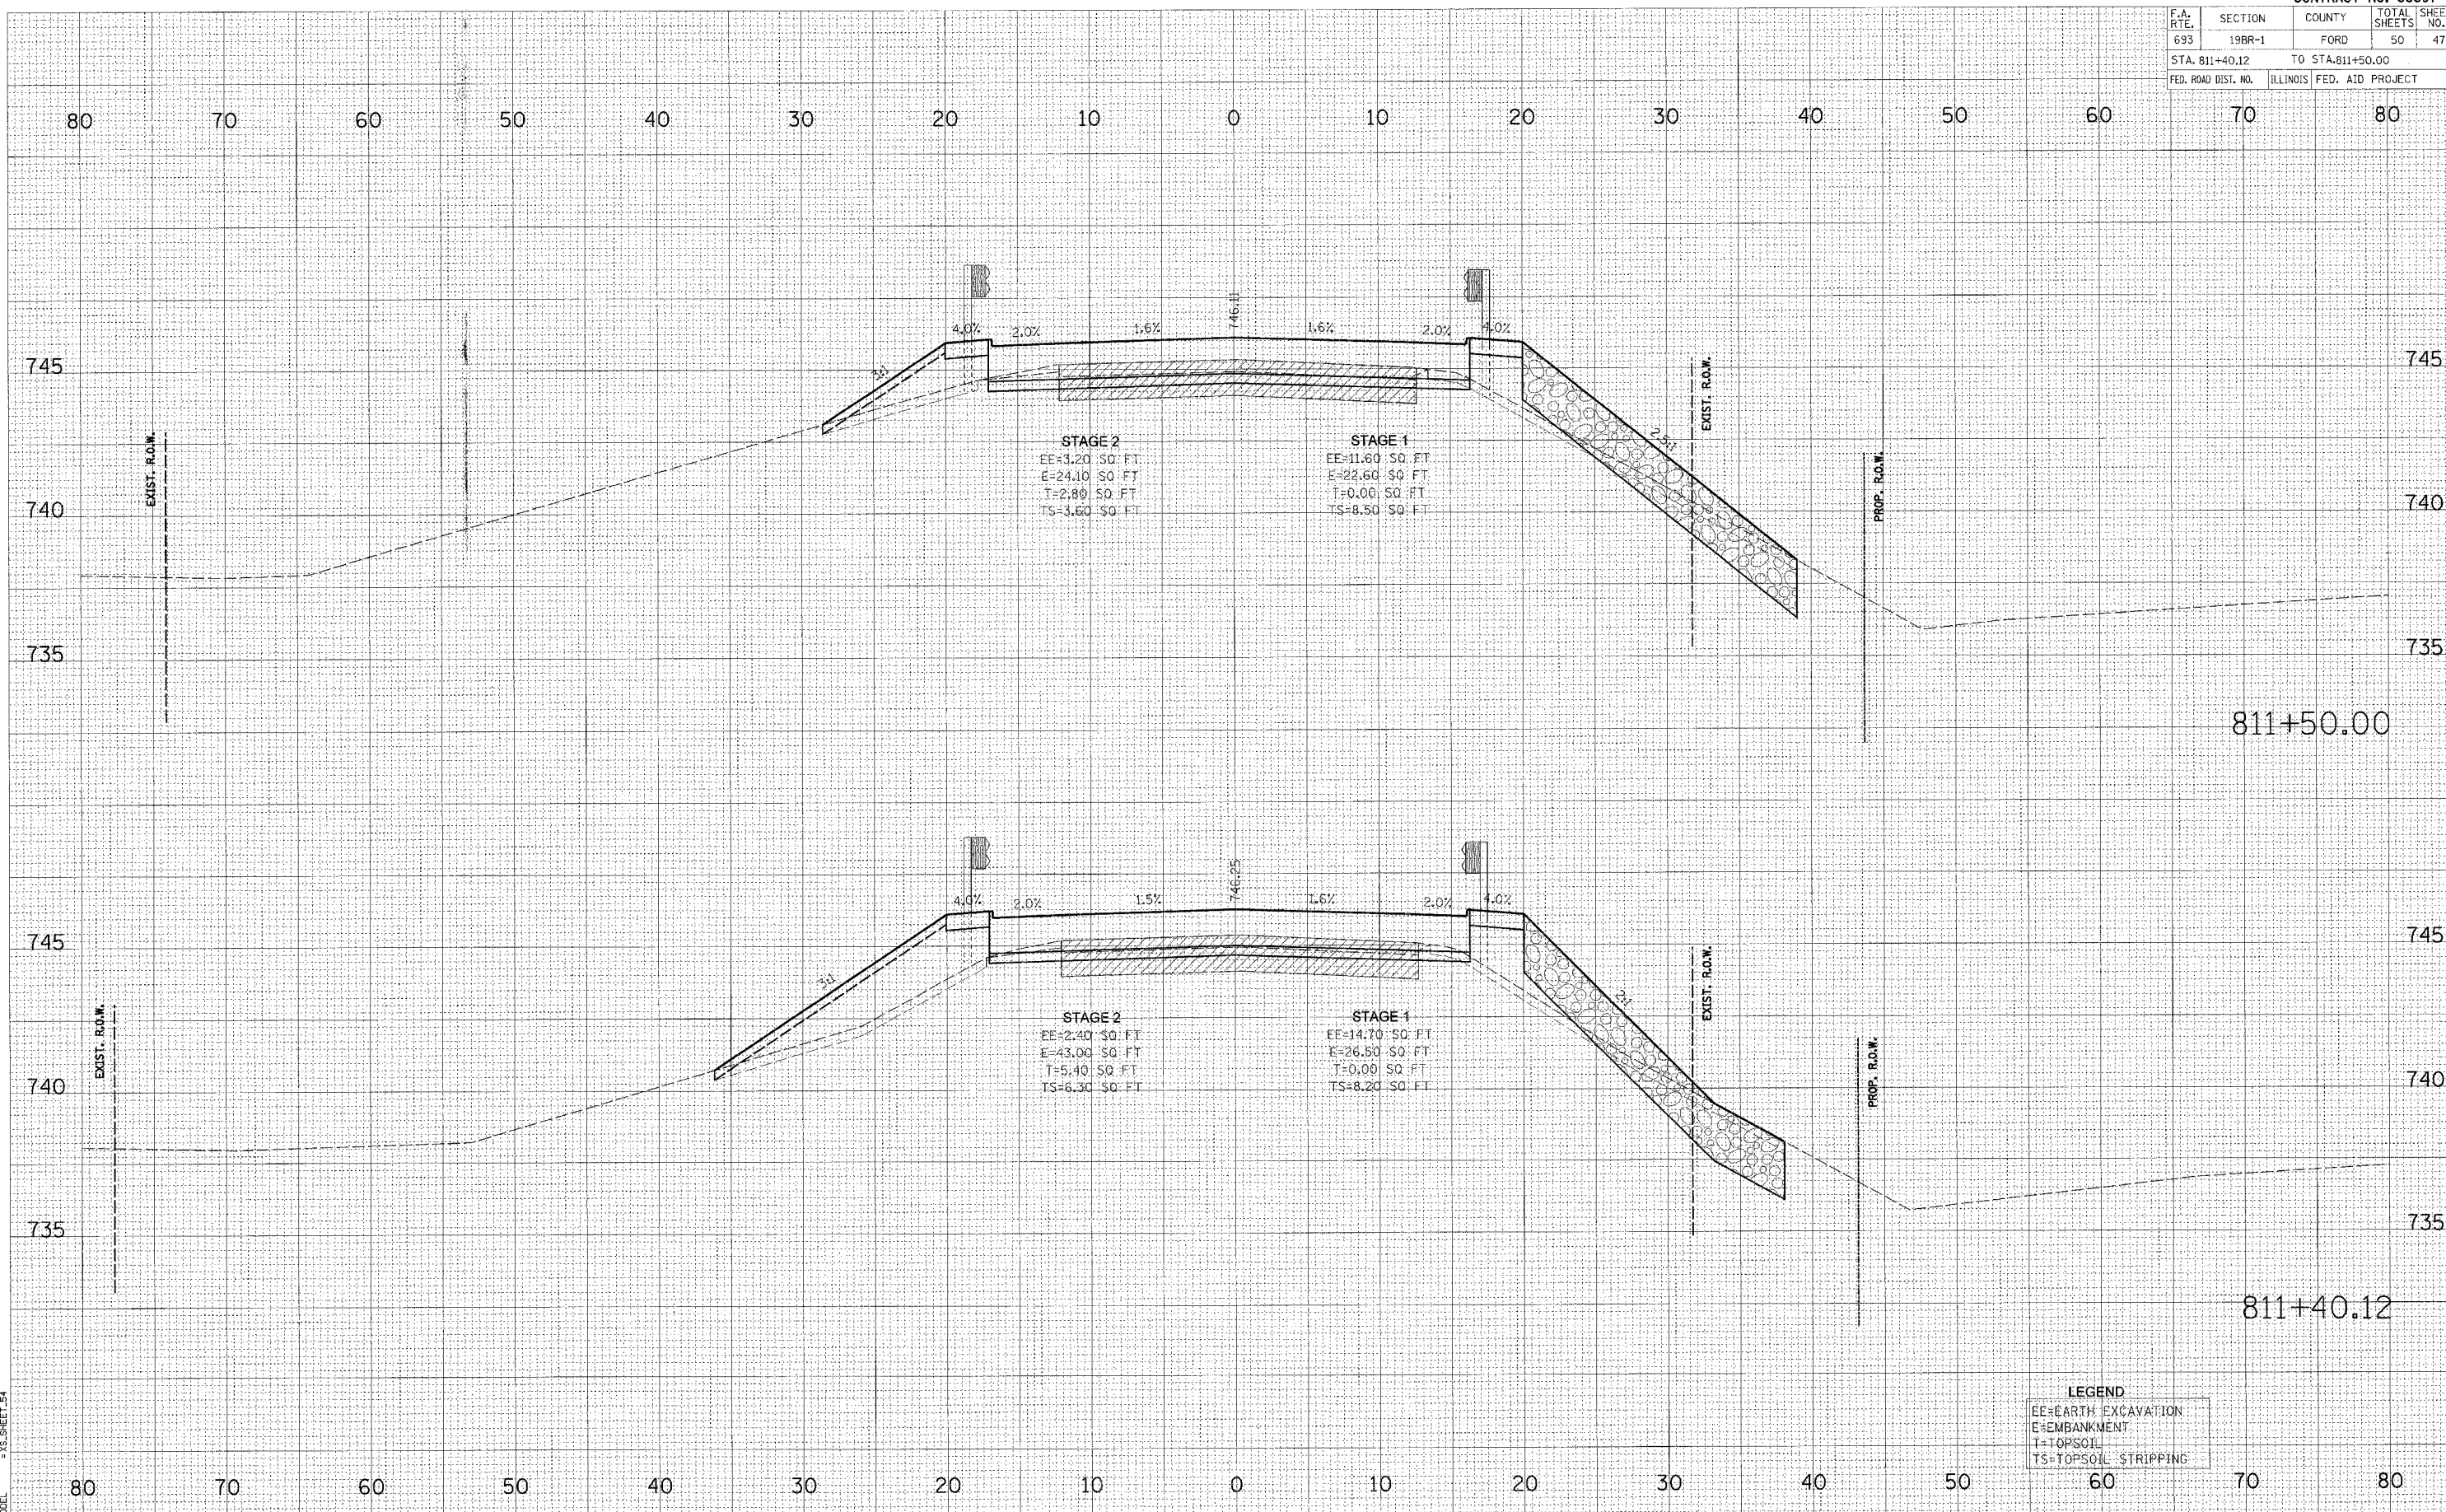 F.A. RTE. SECTION COUNTY TOTAL SHEETS SHEE NO.
693 19BR-1 FORD 50 47
STA. 811+40.12 TO STA.811+50.00
FED. ROAD DIST. NO. ILLINOIS FED. AID PROJECT
80 70 60 50 40 30 20 10 0 10 20 30 40 50 60 70 80
746.11
4.0% 2.0% 1.6% 1.6% 2.0% 4.0%
745 745
3:1
2.5:1
EXIST. R.O.W.
EXIST. R.O.W.
PROP. R.O.W.
STAGE 2
EE=3.20 SQ FT
E=24.10 SQ FT
T=2.80 SQ FT
TS=3.60 SQ FT
STAGE 1
EE=11.60 SQ FT
E=22.60 SQ FT
T=0.00 SQ FT
TS=8.50 SQ FT
740 740
735 735
811+50.00
746.25
4.0% 2.0% 1.5% 1.6% 2.0% 4.0%
745 745
3:1
2:1
EXIST. R.O.W.
EXIST. R.O.W.
PROP. R.O.W.
STAGE 2
EE=2.40 SQ FT
E=43.00 SQ FT
T=5.40 SQ FT
TS=6.30 SQ FT
STAGE 1
EE=14.70 SQ FT
E=26.50 SQ FT
T=0.00 SQ FT
TS=8.20 SQ FT
740 740
735 735
811+40.12
LEGEND
EE=EARTH EXCAVATION
E=EMBANKMENT
T=TOPSOIL
TS=TOPSOIL STRIPPING
= XS_SHEET_54
80 70 60 50 40 30 20 10 0 10 20 30 40 50 60 70 80